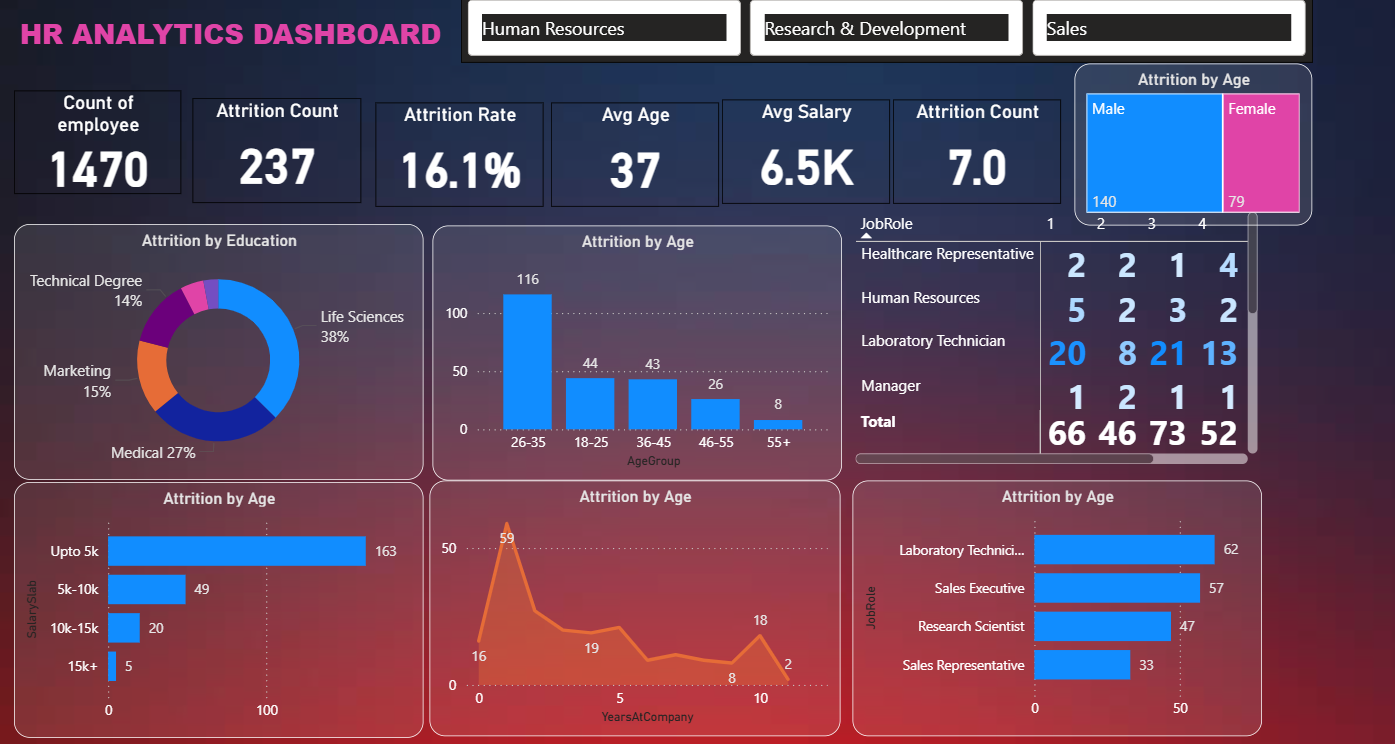 HR ANALYTICS DASHBOARD
Human Resources
Research & Development
Sales
Count of
employee
1470
Attrition Count
237
Attrition Rate
16.1%
Avg Age
37
Avg Salary
6.5K
Attrition Count
7.0
Attrition by Age
Male
Female
140
79
Attrition by Education
Technical Degree
14%
Life Sciences
38%
Marketing
15%
Medical 27%
Attrition by Age
116
100
44
43
50
26
8
0
26-35 18-25 36-45 46-55 55+
AgeGroup
JobRole 1 2 3 4
Healthcare Representative 2 2 1 4
Human Resources 5 2 3 2
Laboratory Technician 20 8 21 13
Manager 1 2 1 1
Total 66 46 73 52
Attrition by Age
SalarySlab
Upto 5k 163
5k-10k 49
10k-15k 20
15k+ 5
0 100
Attrition by Age
59
50
18
16
19
2
8
0
0 5 10
YearsAtCompany
Attrition by Age
JobRole
Laboratory Technici... 62
Sales Executive 57
Research Scientist 47
Sales Representative 33
0 50